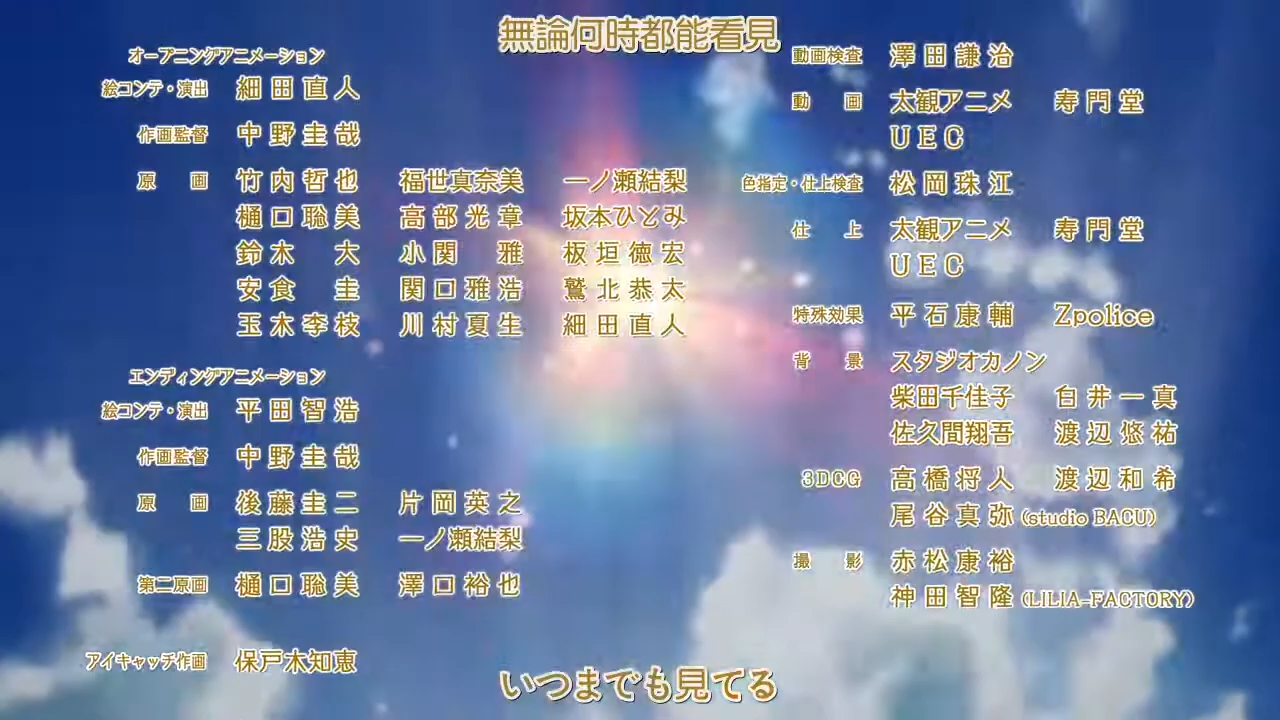 無論何時都能看見
オープニングアニメーション
絵コンテ・演出 細田直人
作画監督 中野圭哉
原画 竹内哲也 福世真奈美 一ノ瀬結梨
樋口聡美 高部光章 坂本ひとみ
鈴木大 小関雅 板垣徳宏
安食圭 関口雅浩 鷲北恭太
玉木李枝 川村夏生 細田直人
エンディングアニメーション
絵コンテ・演出 平田智浩
作画監督 中野圭哉
原画 後藤圭二 片岡英之
三股浩史 一ノ瀬結梨
第二原画 樋口聡美 澤口裕也
アイキャッチ作画 保戸木知恵
動画検査 澤田謙治
動画 太観アニメ 寿門堂
UEC
色指定・仕上検査 松岡珠江
仕上 太観アニメ 寿門堂
UEC
特殊効果 平石康輔 Zpolice
背景 スタジオカノン
柴田千佳子 臼井一真
佐久間翔吾 渡辺悠祐
3DCG 高橋将人 渡辺和希
尾谷真弥(studio BACU)
撮影 赤松康裕
神田智隆(LILIA-FACTORY)
いつまでも見てる